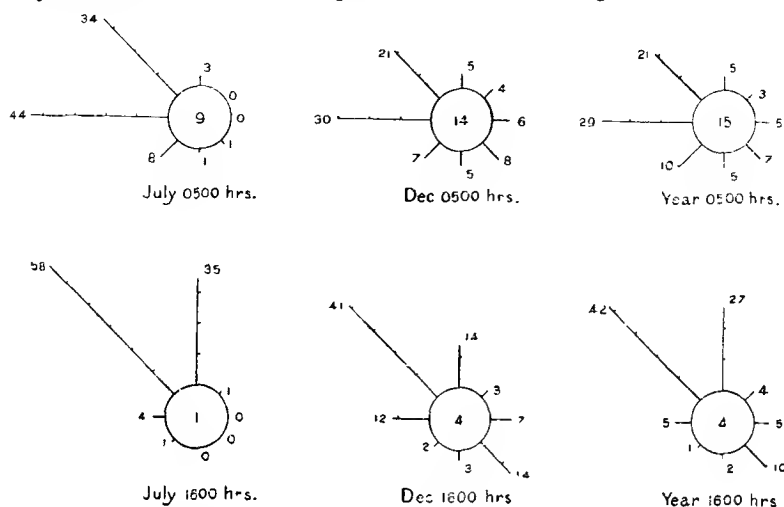 34 3 0 0 1 1 8 44 9
July 0500 hrs.
21 5 4 6 8 5 7 30 14
Dec 0500 hrs.
21 5 3 5 7 5 10 29 15
Year 0500 hrs.
58 35 1 0 0 0 1 4 1
July 1600 hrs.
41 14 3 7 14 3 2 12 4
Dec 1600 hrs
42 27 4 5 10 2 1 5 4
Year 1600 hrs.